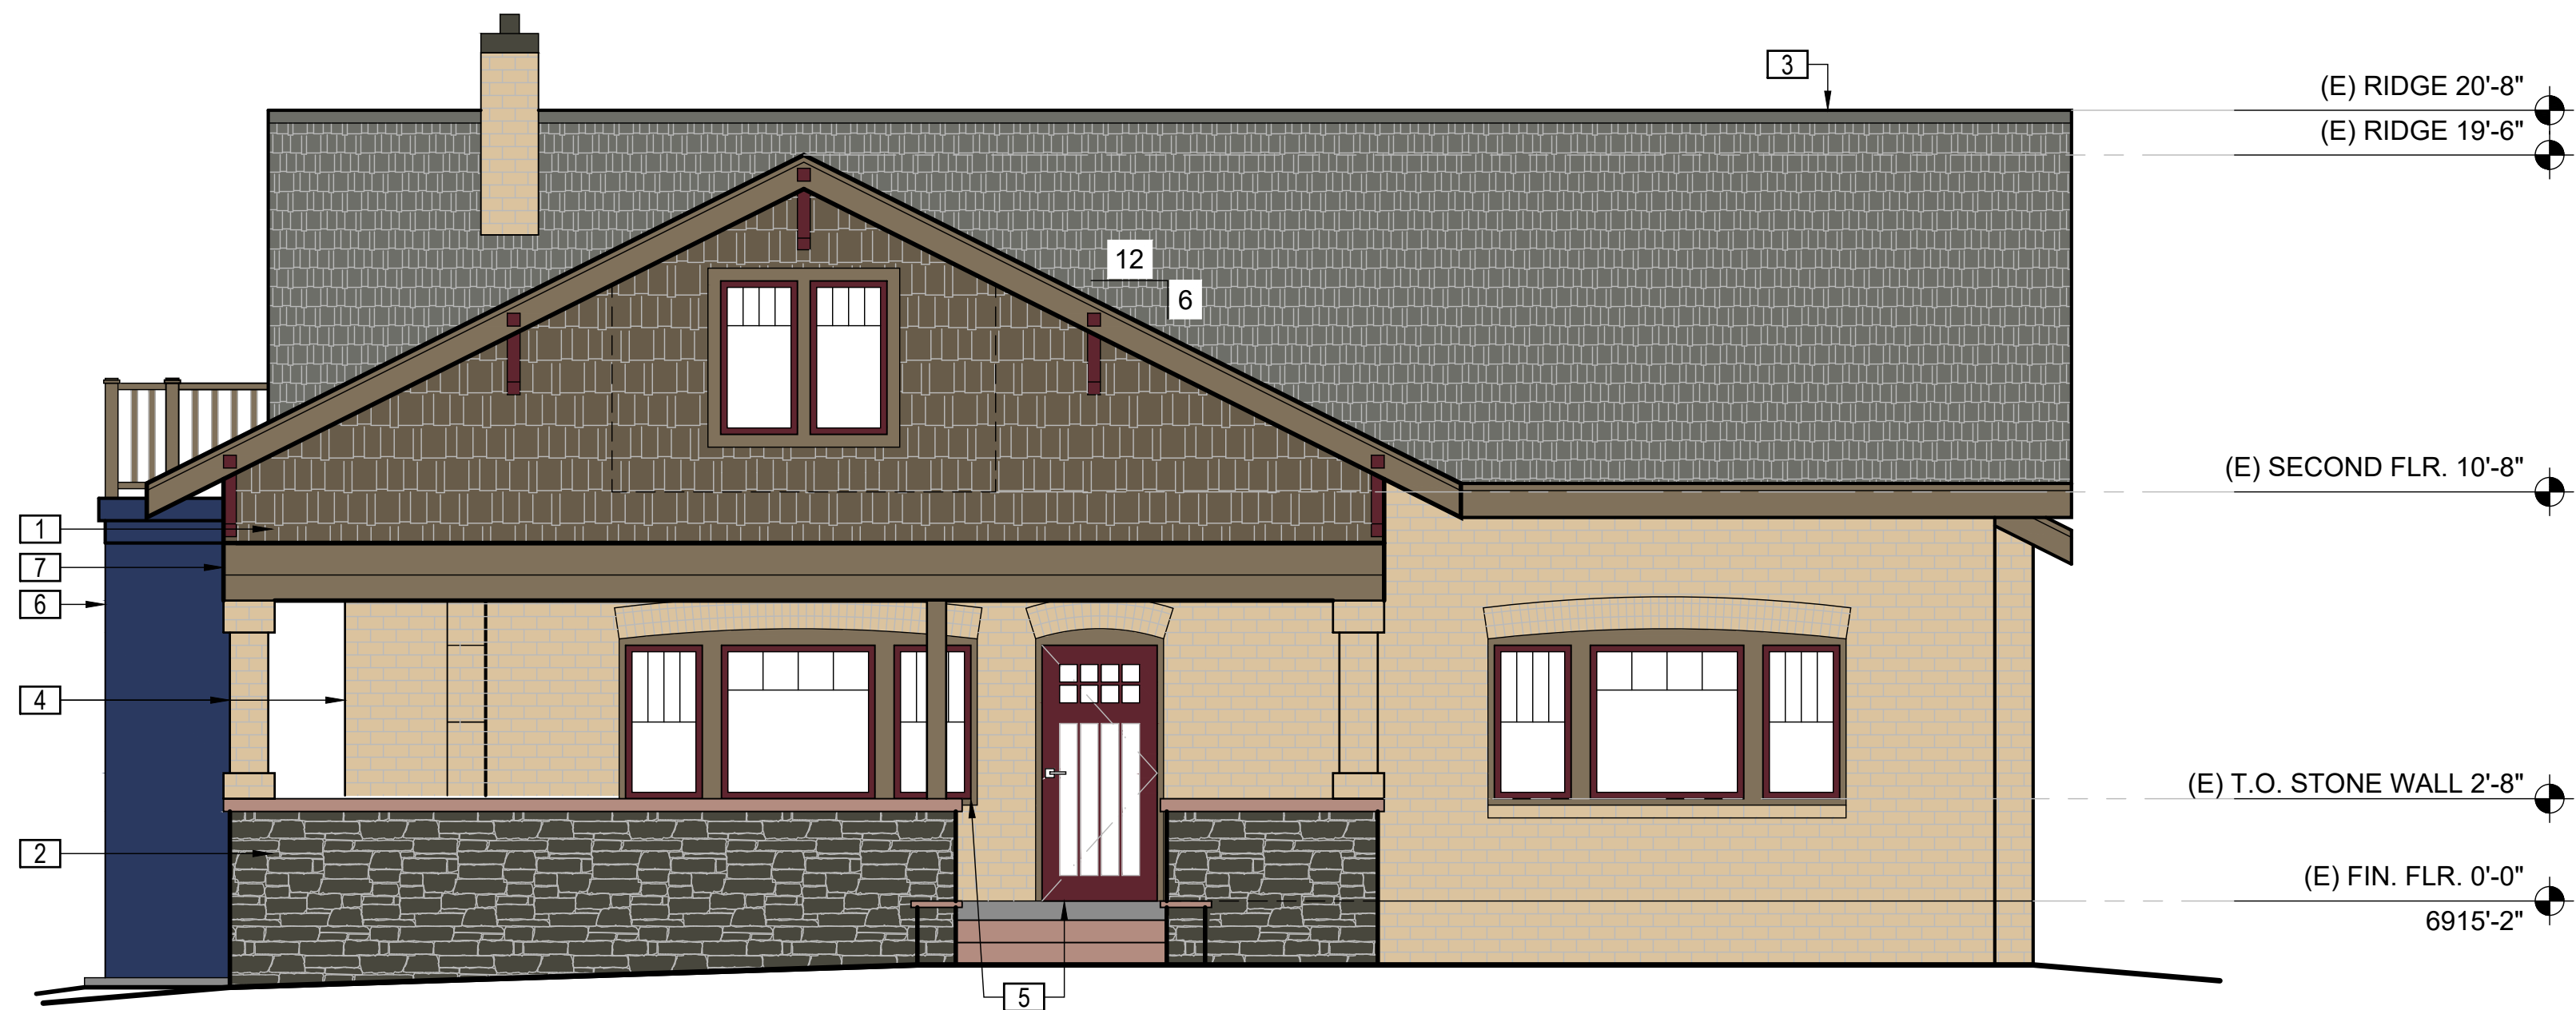 3
(E) RIDGE 20'-8"
(E) RIDGE 19'-6"
12
6
(E) SECOND FLR. 10'-8"
1
7
6
4
(E) T.O. STONE WALL 2'-8"
2
(E) FIN. FLR. 0'-0"
6915'-2"
5